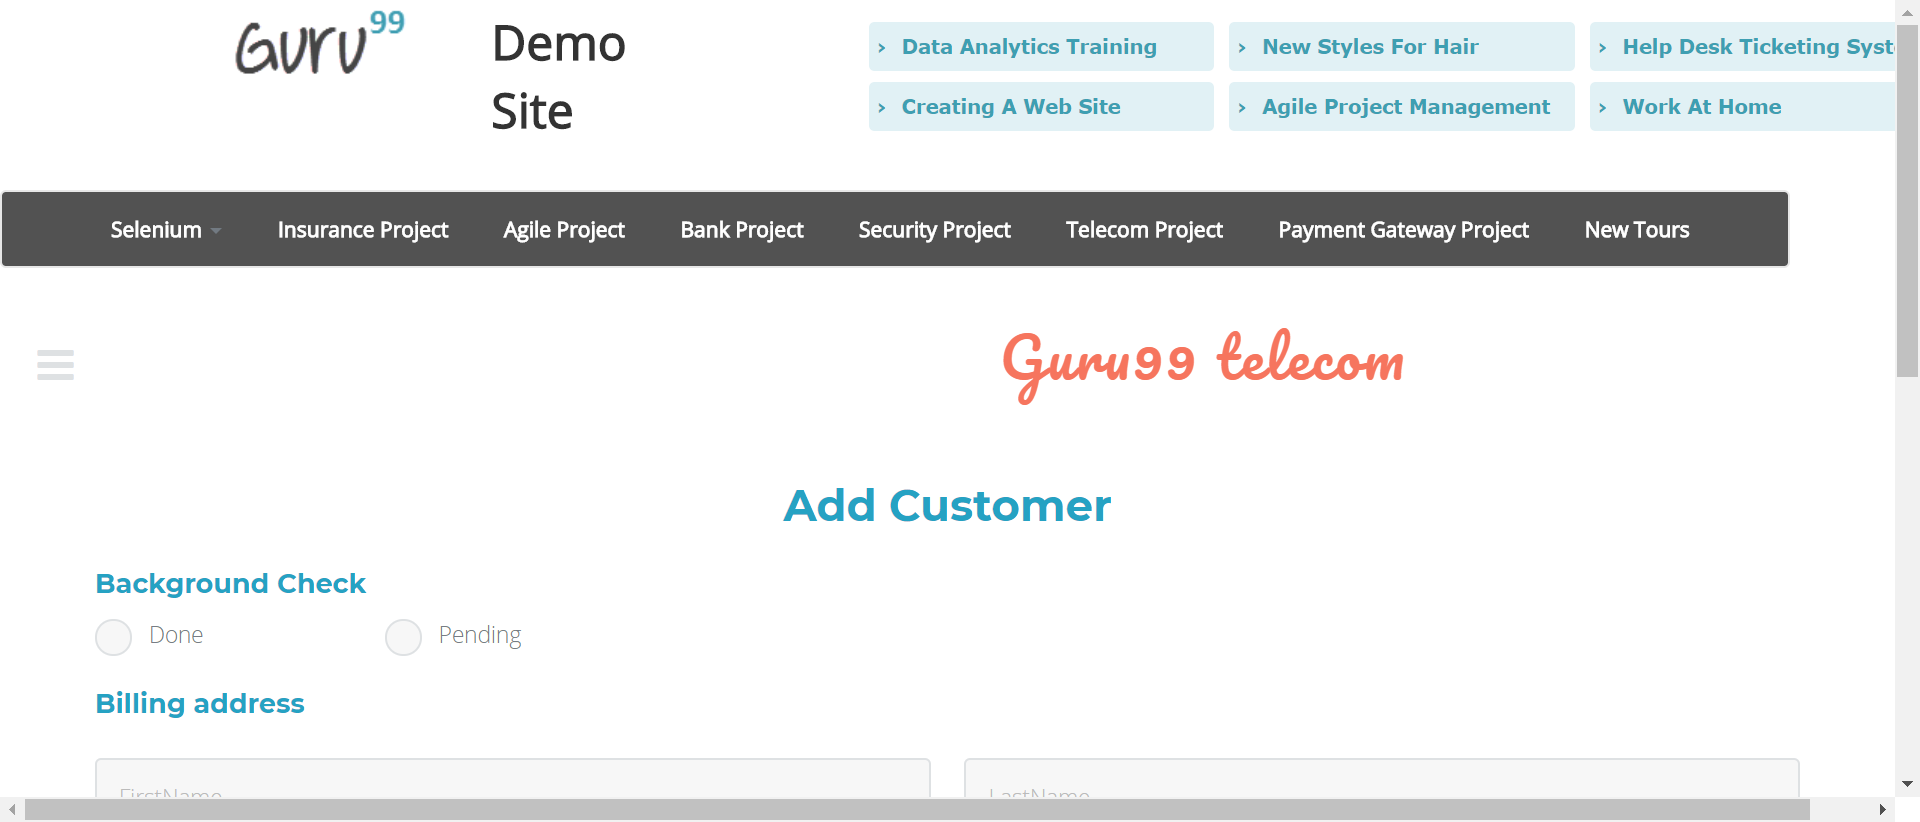 Guru99
Demo
Site
› Data Analytics Training
› New Styles For Hair
› Help Desk Ticketing Syst
› Creating A Web Site
› Agile Project Management
› Work At Home
Selenium Insurance Project Agile Project Bank Project Security Project Telecom Project Payment Gateway Project New Tours
Guru99 telecom
Add Customer
Background Check
Done Pending
Billing address
FirstName LastName